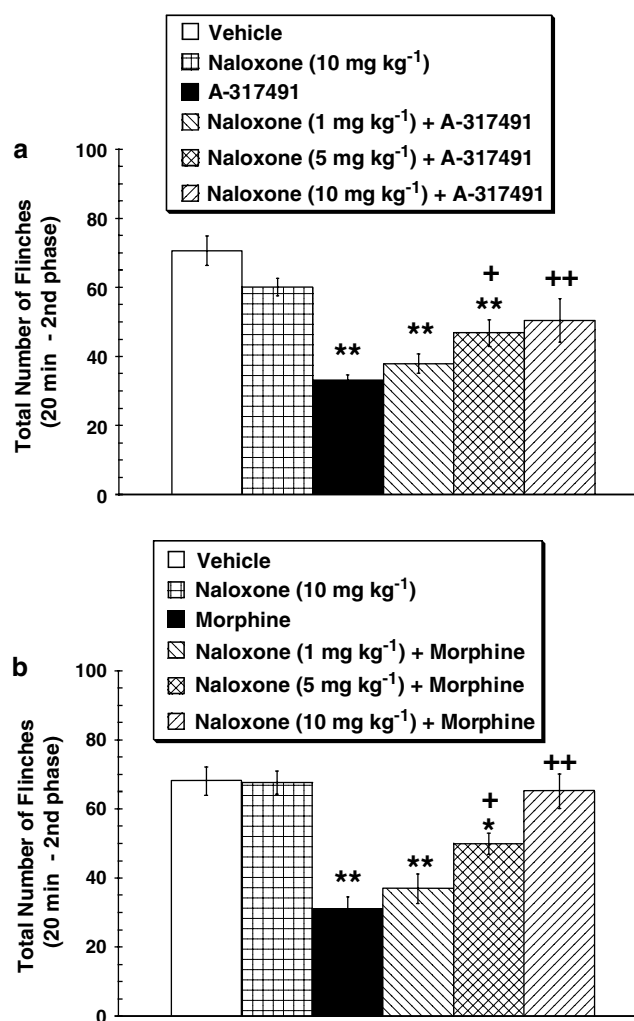 Vehicle
Naloxone (10 mg kg⁻¹)
A-317491
Naloxone (1 mg kg⁻¹) + A-317491
Naloxone (5 mg kg⁻¹) + A-317491
Naloxone (10 mg kg⁻¹) + A-317491
a
Total Number of Flinches
(20 min - 2nd phase)
100
80
60
40
20
0
**
**
+
**
++
Vehicle
Naloxone (10 mg kg⁻¹)
Morphine
Naloxone (1 mg kg⁻¹) + Morphine
Naloxone (5 mg kg⁻¹) + Morphine
Naloxone (10 mg kg⁻¹) + Morphine
b
Total Number of Flinches
(20 min - 2nd phase)
100
80
60
40
20
0
**
**
+
*
++